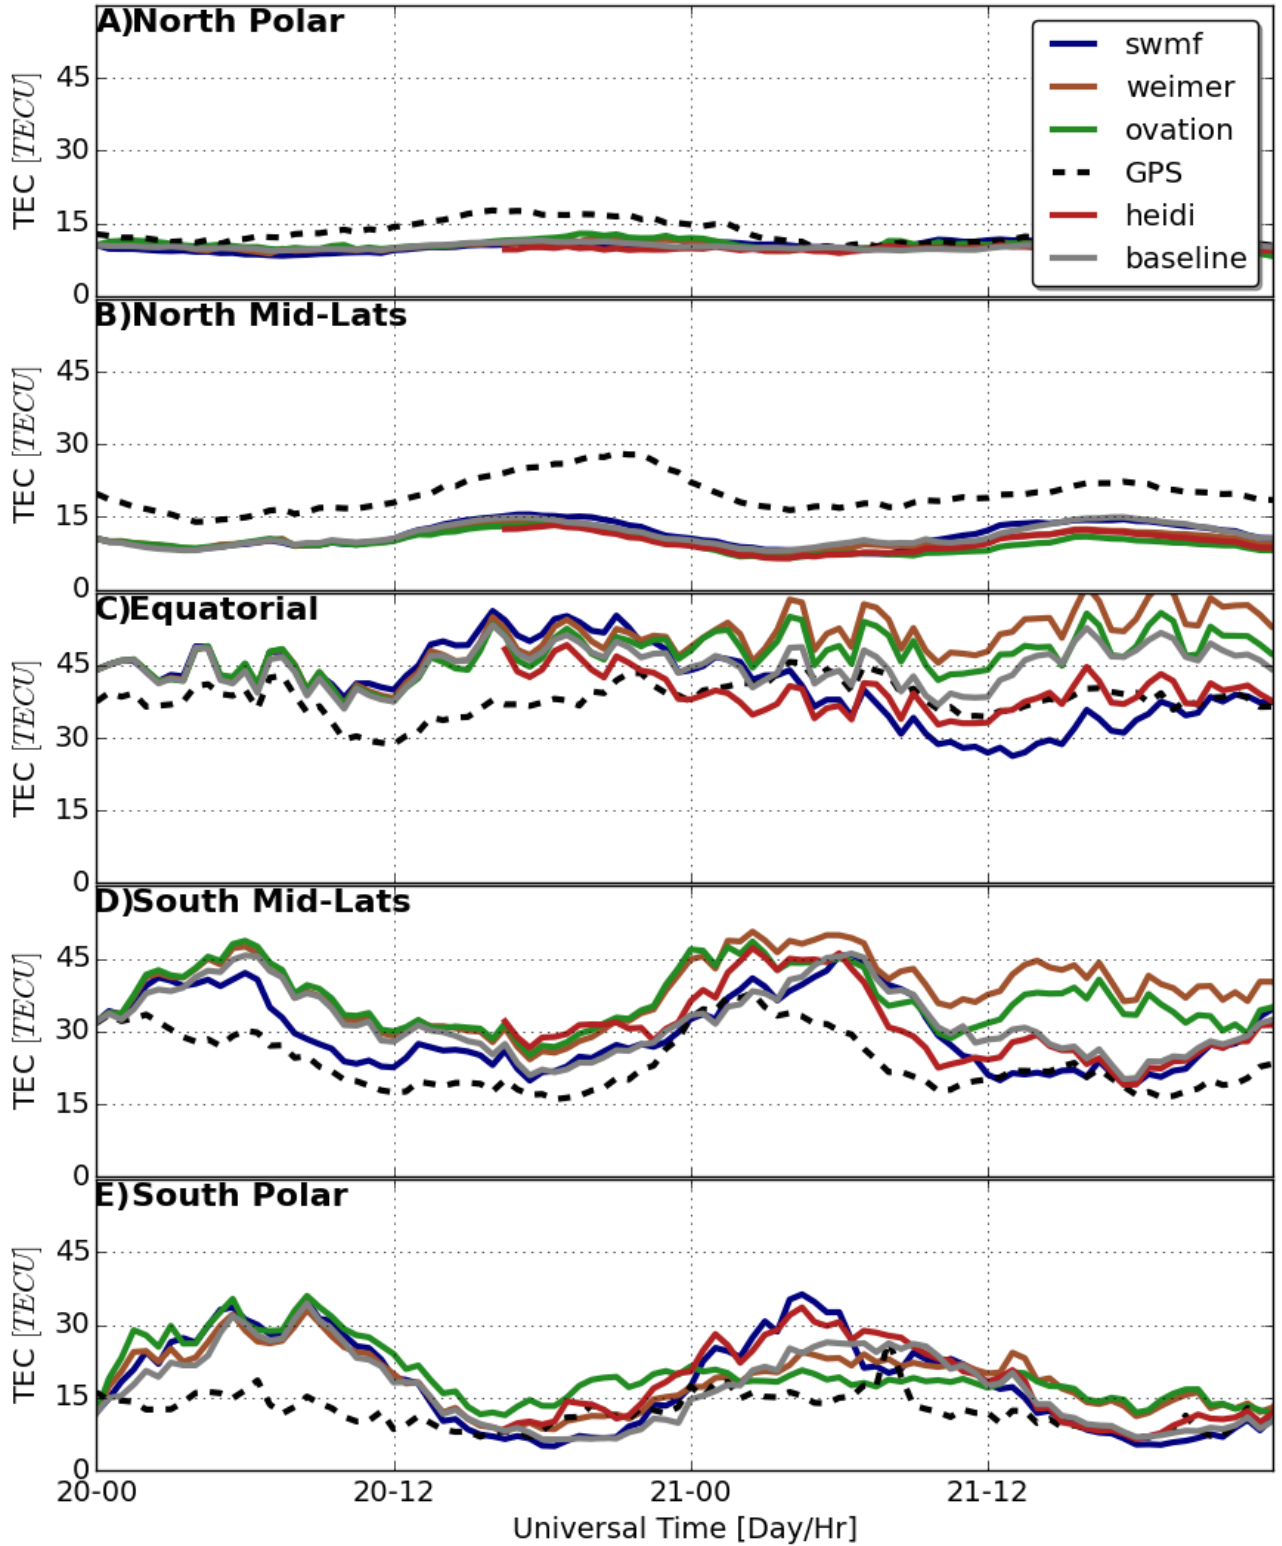 A)North Polar
45
30
15
0
TEC [TECU]
swmf
weimer
ovation
GPS
heidi
baseline
B)North Mid-Lats
45
30
15
0
TEC [TECU]
C)Equatorial
45
30
15
0
TEC [TECU]
D)South Mid-Lats
45
30
15
0
TEC [TECU]
E)South Polar
45
30
15
0
TEC [TECU]
20-00 20-12 21-00 21-12
Universal Time [Day/Hr]